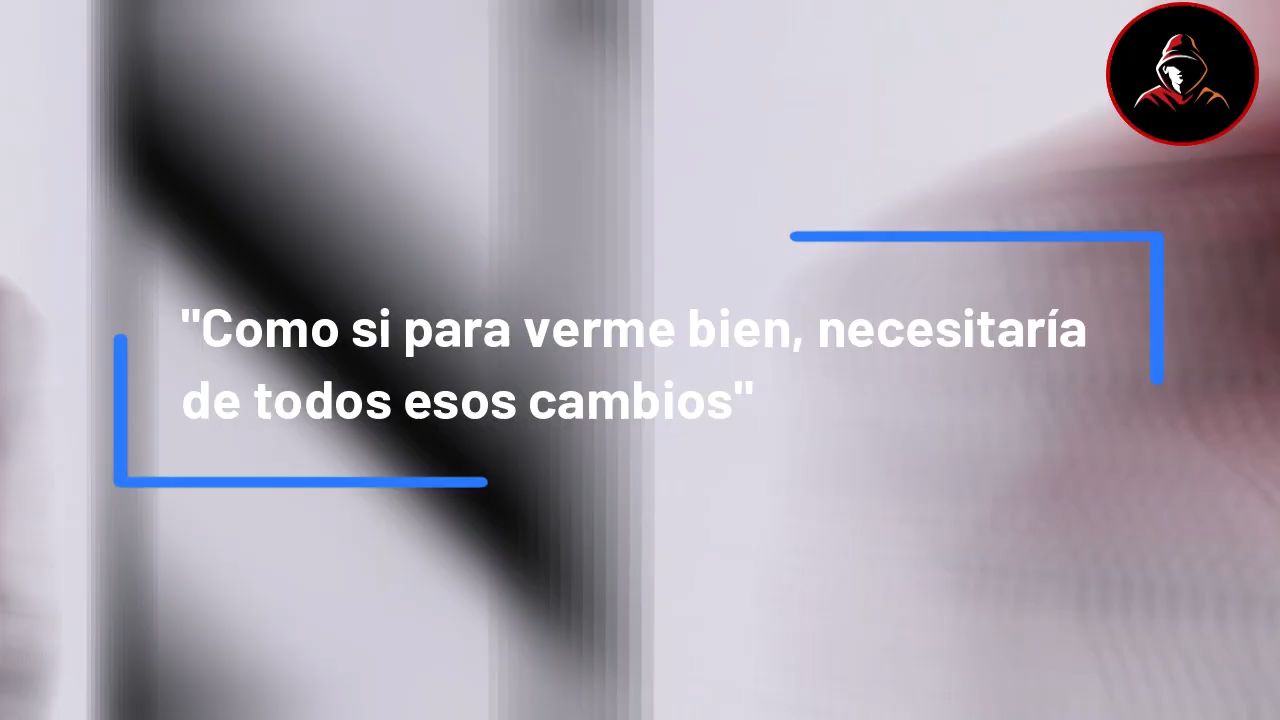 "Como si para verme bien, necesitaría
de todos esos cambios"